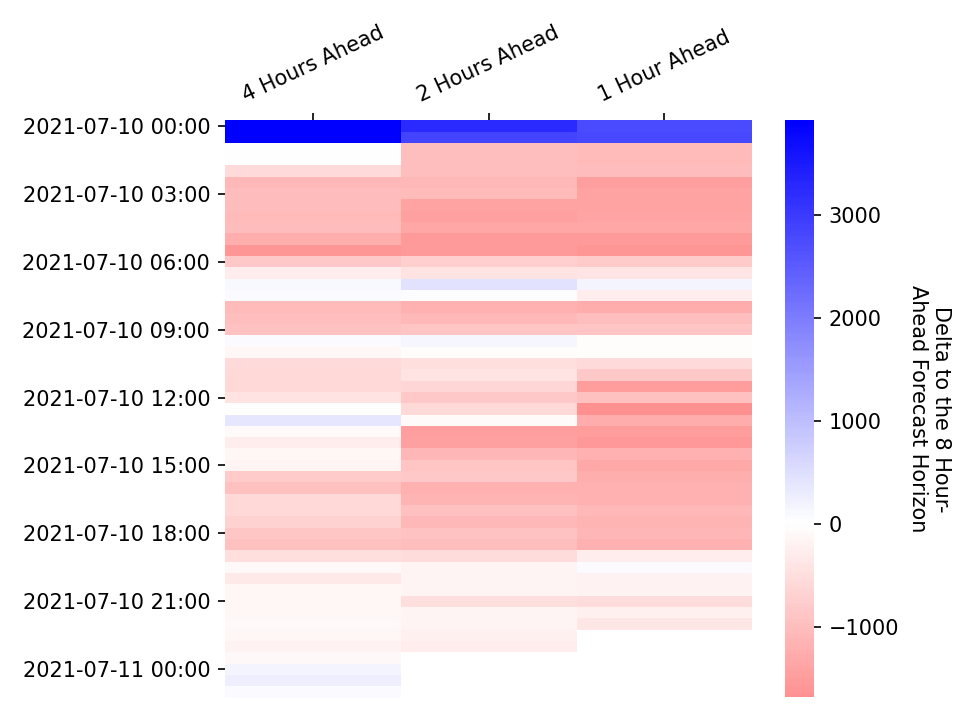 4 Hours Ahead
2 Hours Ahead
1 Hour Ahead
2021-07-10 00:00
2021-07-10 03:00
2021-07-10 06:00
2021-07-10 09:00
2021-07-10 12:00
2021-07-10 15:00
2021-07-10 18:00
2021-07-10 21:00
2021-07-11 00:00
3000
2000
1000
0
−1000
Delta to the 8 Hour-
Ahead Forecast Horizon